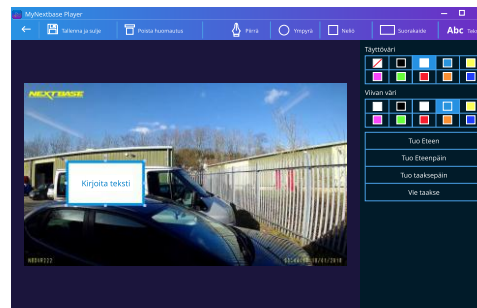 MyNextbase Player
Tallenna ja sulje
Poista huomautus
Piirrä
Ympyrä
Neliö
Suorakaide
Abc
Täyttöväri
NEXTBASE
Viivan väri
Tuo Eteen
Tuo Eteenpäin
Tuo taaksepäin
Vie taakse
Kirjoita teksti